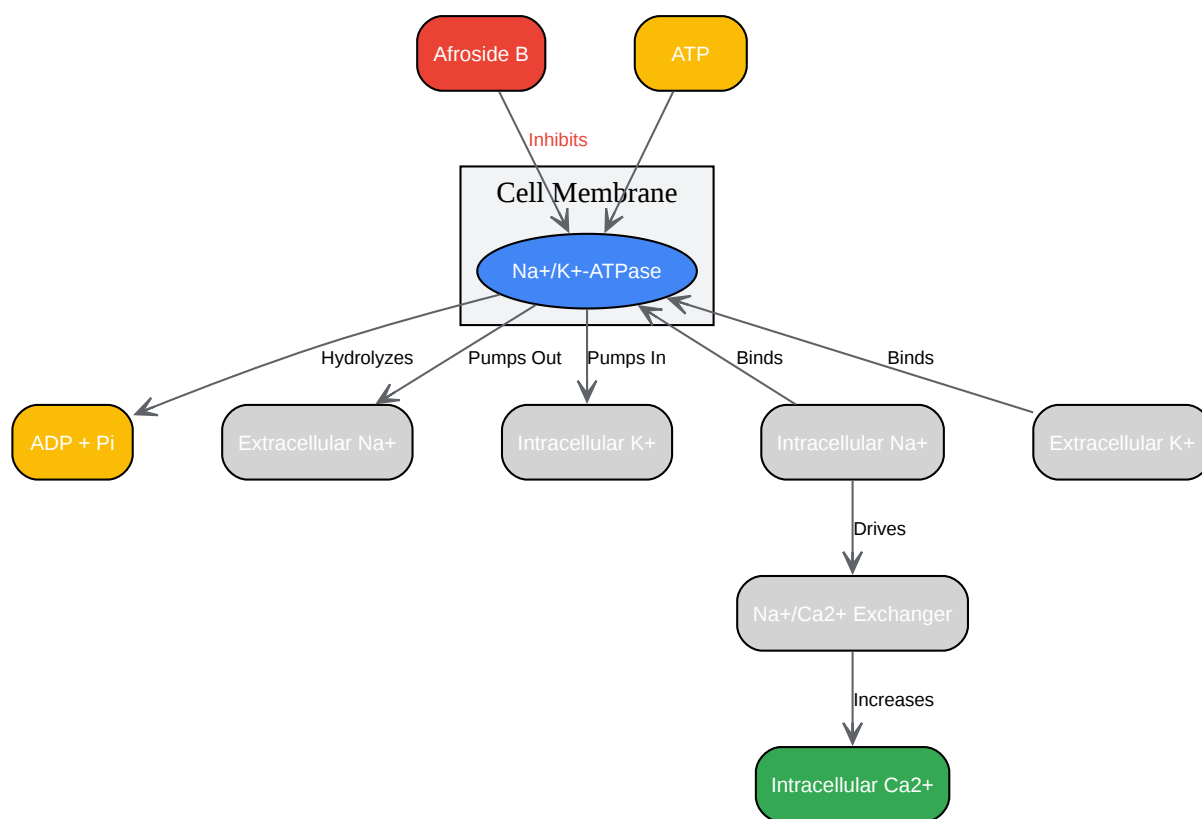 Afroside B
ATP
Inhibits
Cell Membrane
Na+/K+-ATPase
Hydrolyzes
Pumps Out
Pumps In
Binds
Binds
ADP + Pi
Extracellular Na+
Intracellular K+
Intracellular Na+
Extracellular K+
Drives
Na+/Ca2+ Exchanger
Increases
Intracellular Ca2+